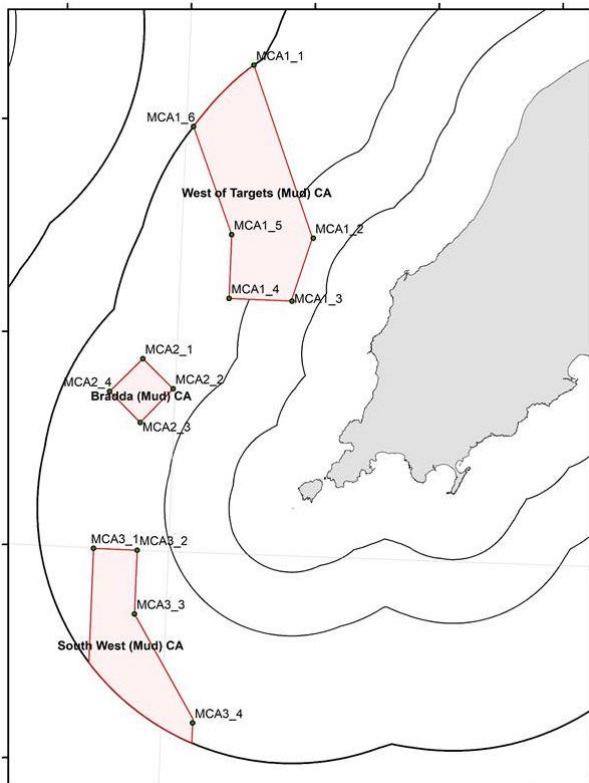 MCA1_1
MCA1_6
West of Targets (Mud) CA
MCA1_5
MCA1_2
MCA1_4
MCA1_3
MCA2_1
MCA2_4
MCA2_2
Bradda (Mud) CA
MCA2_3
MCA3_1
MCA3_2
MCA3_3
South West (Mud) CA
MCA3_4